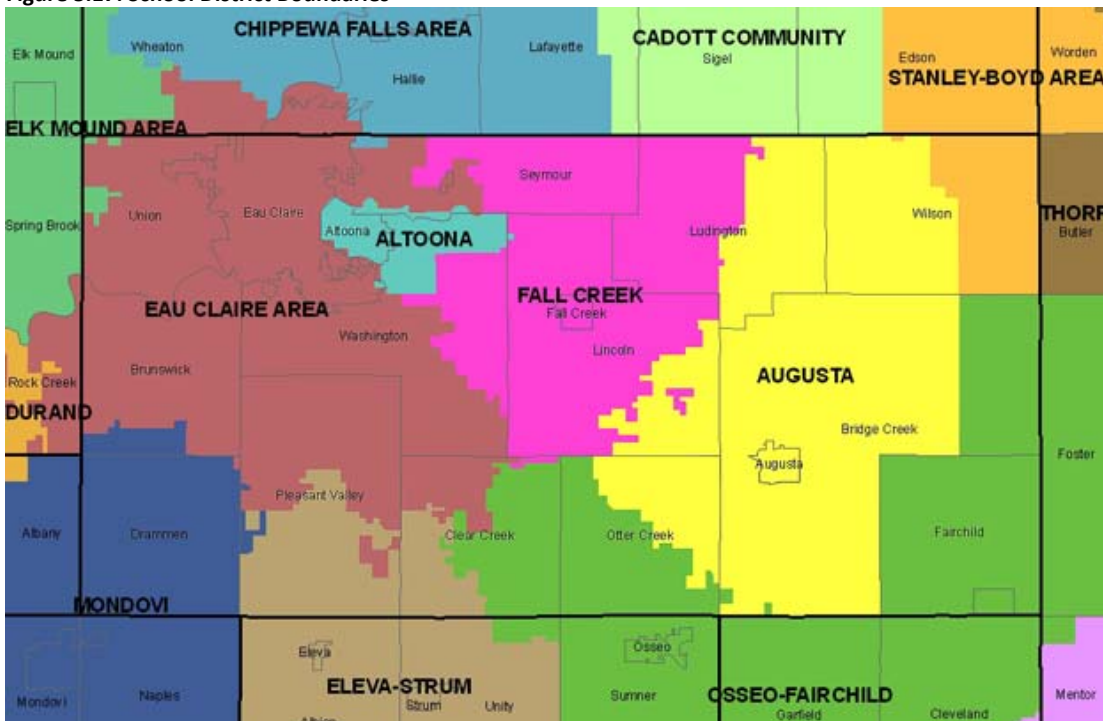 CHIPPEWA FALLS AREA
CADOTT COMMUNITY
Elk Mound
Wheaton
Lafayette
Sigel
Edson
Worden
Hallie
STANLEY-BOYD AREA
ELK MOUND AREA
Seymour
Spring Brook
Union
Eau Claire
Altoona
ALTOONA
Ludington
Wilson
THORP
Butler
EAU CLAIRE AREA
FALL CREEK
Fall Creek
Washington
Lincoln
Rock Creek
Brunswick
AUGUSTA
DURAND
Bridge Creek
Augusta
Foster
Pleasant Valley
Albany
Drammen
Clear Creek
Otter Creek
Fairchild
MONDOVI
Eleva
Osseo
ELEVA-STRUM
OSSEO-FAIRCHILD
Mondovi
Naples
Strum
Unity
Sumner
Garfield
Cleveland
Mentor